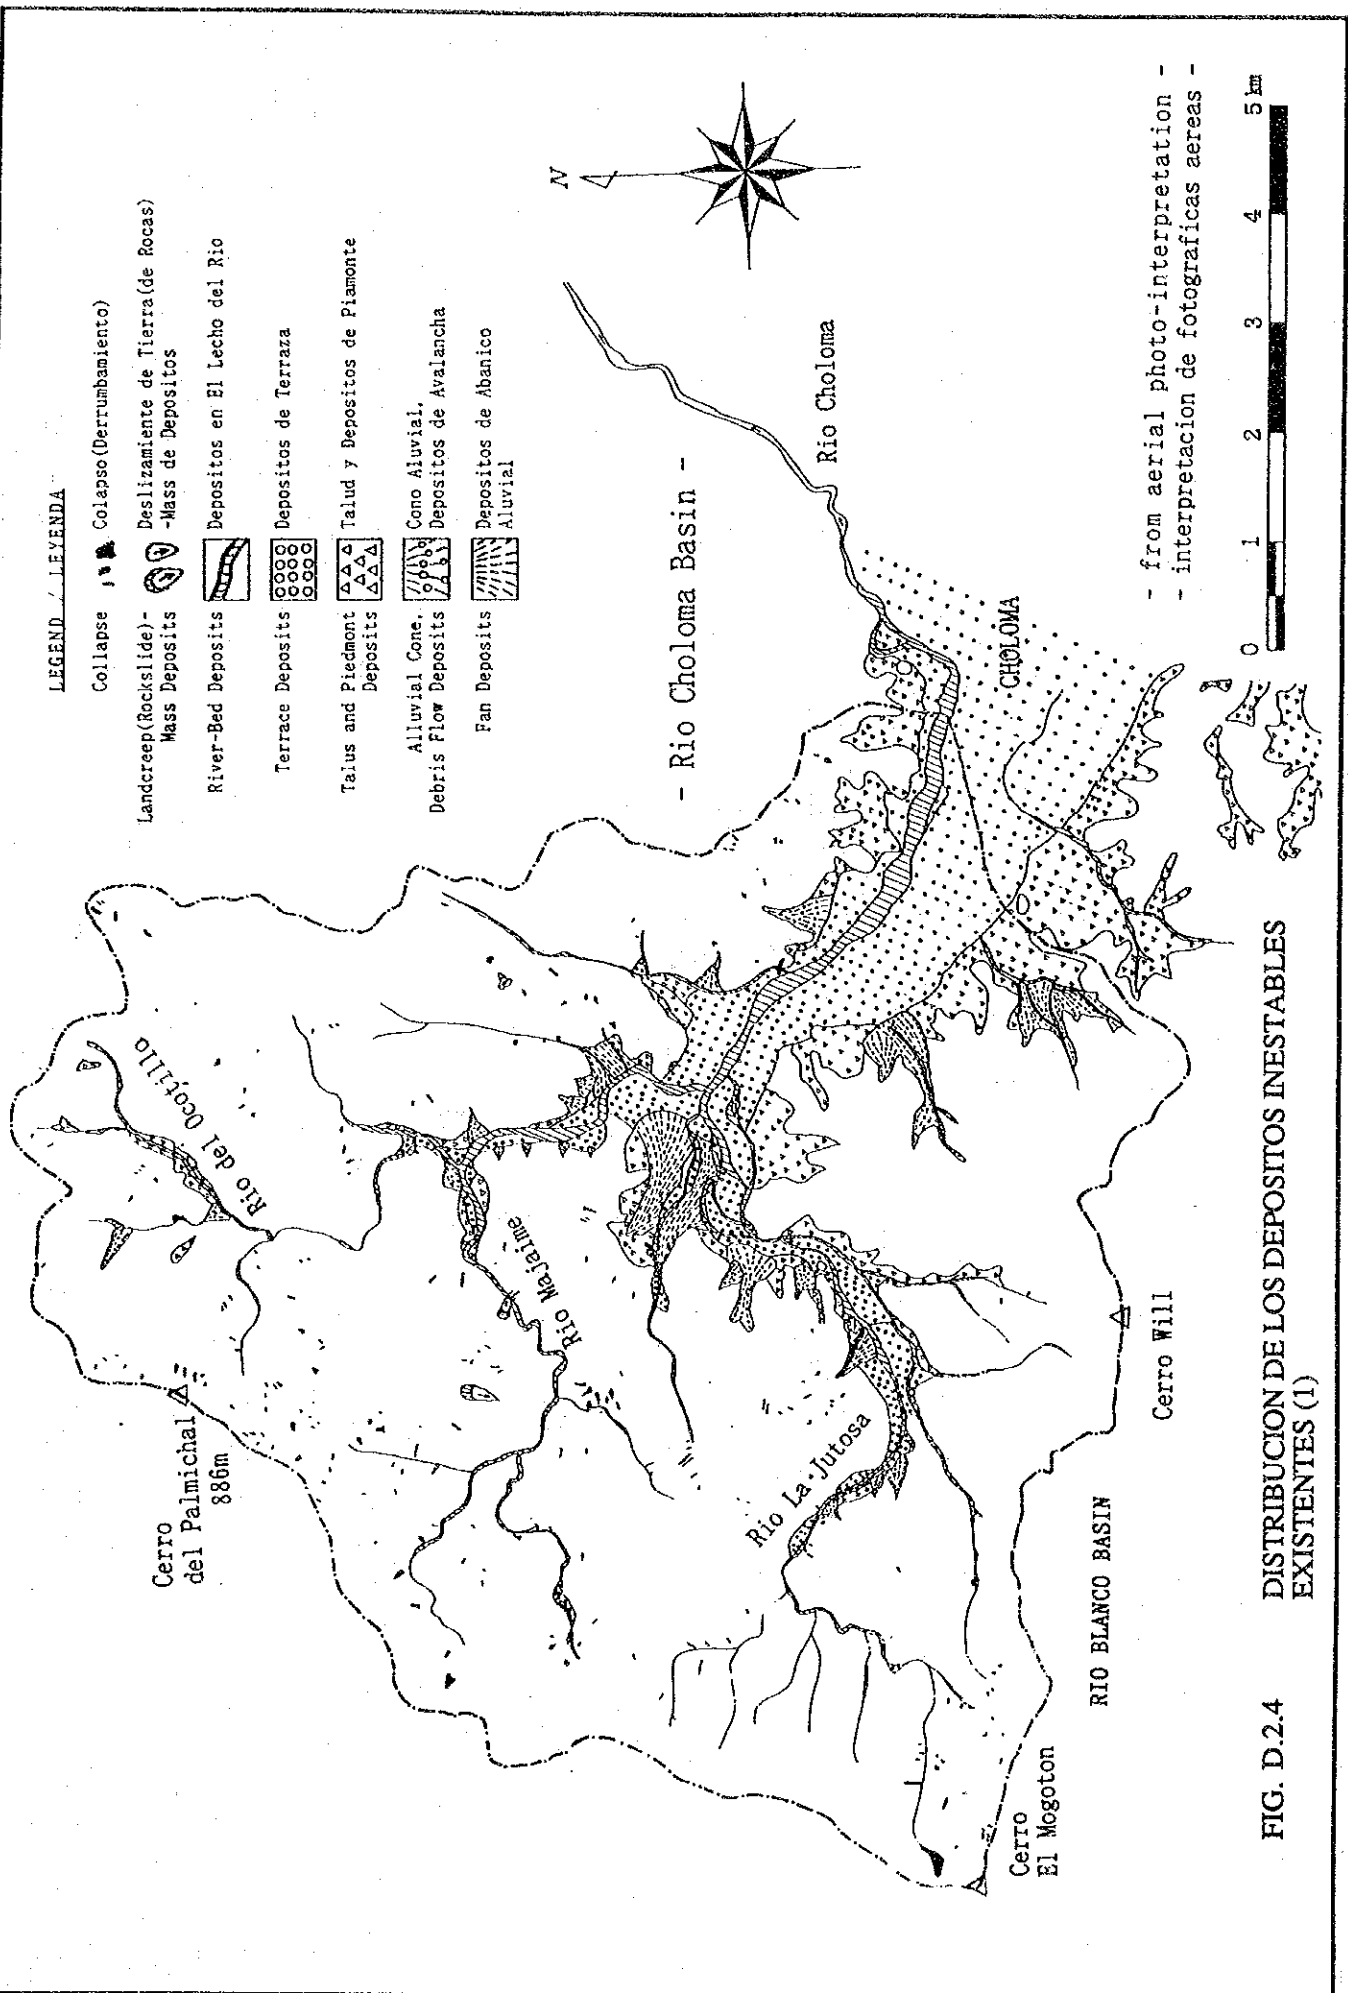 LEGEND / LEYENDA
Collapse
Colapso(Derrumbamiento)
Landcreep(Rockslide)-
Mass Deposits
Deslizamiente de Tierra(de Rocas)
-Mass de Depositos
River-Bed Deposits
Depositos en El Lecho del Rio
Terrace Deposits
Depositos de Terraza
Talus and Piedmont
Deposits
Talud y Depositos de Piamonte
Alluvial Cone,
Debris Flow Deposits
Cono Aluvial,
Depositos de Avalancha
Fan Deposits
Depositos de Abanico
Aluvial
N
- Rio Choloma Basin -
Rio Choloma
CHOLOMA
Rio del Ocotillo
Rio Majaime
Rio La Jutosa
Cerro
del Palmichal
886m
Cerro Will
RIO BLANCO BASIN
Cerro
El Mogoton
- from aerial photo-interpretation -
- interpretacion de fotograficas aereas -
0 1 2 3 4 5 km
FIG. D.2.4 DISTRIBUCION DE LOS DEPOSITOS INESTABLES
EXISTENTES (1)